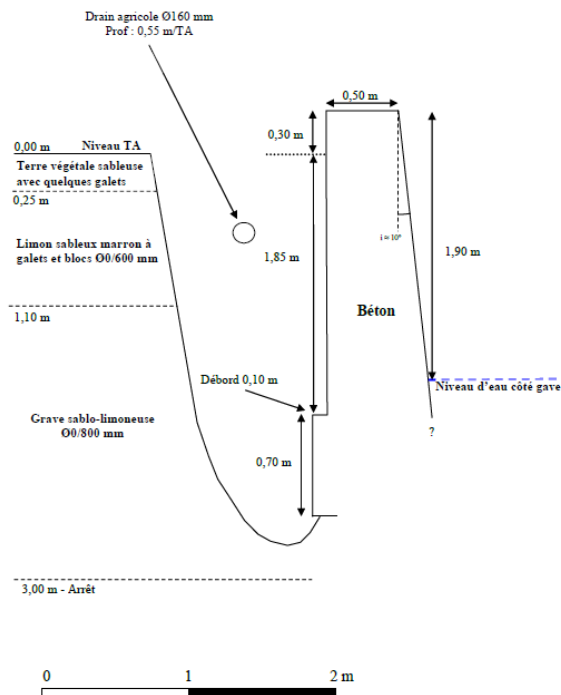 Drain agricole Ø160 mm
Prof : 0,55 m/TA
0,50 m
0,30 m
0,00 m Niveau TA
Terre végétale sableuse
avec quelques galets
0,25 m
Limon sableux marron à
galets et blocs Ø0/600 mm
1,85 m
i ≈ 10°
1,90 m
1,10 m
Béton
Débord 0,10 m
Niveau d'eau côté gave
Grave sablo-limoneuse
Ø0/800 mm
?
0,70 m
3,00 m - Arrêt
0 1 2 m